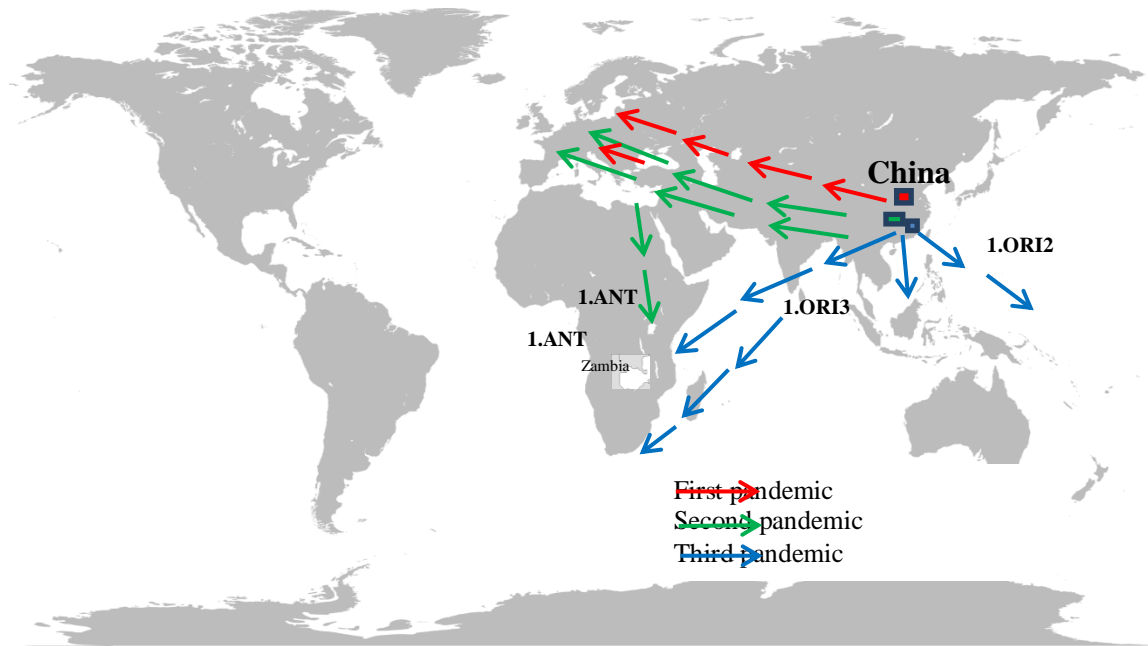 China
1.ORI2
1.ANT
1.ORI3
1.ANT
Zambia
First pandemic
Second pandemic
Third pandemic